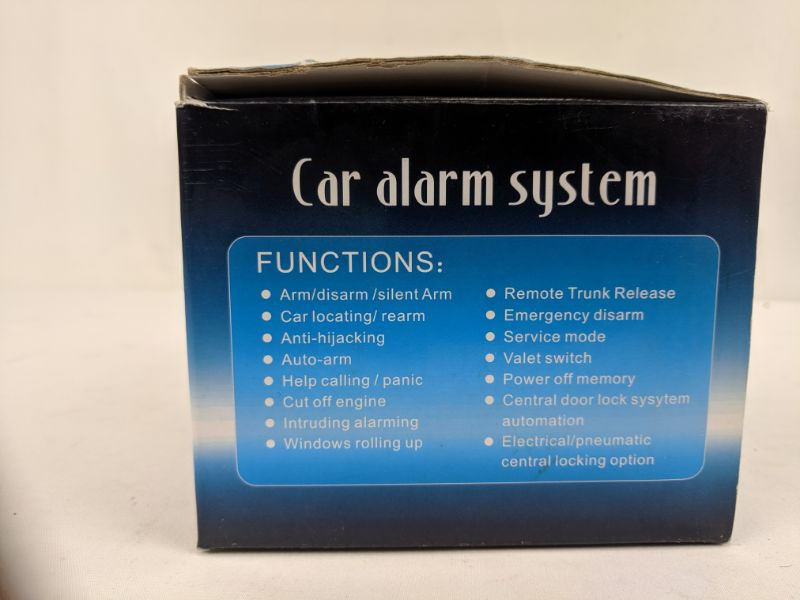 Car alarm system
FUNCTIONS:
● Arm/disarm /silent Arm
● Car locating/ rearm
● Anti-hijacking
● Auto-arm
● Help calling / panic
● Cut off engine
● Intruding alarming
● Windows rolling up
● Remote Trunk Release
● Emergency disarm
● Service mode
● Valet switch
● Power off memory
● Central door lock sysytem
automation
● Electrical/pneumatic
central locking option